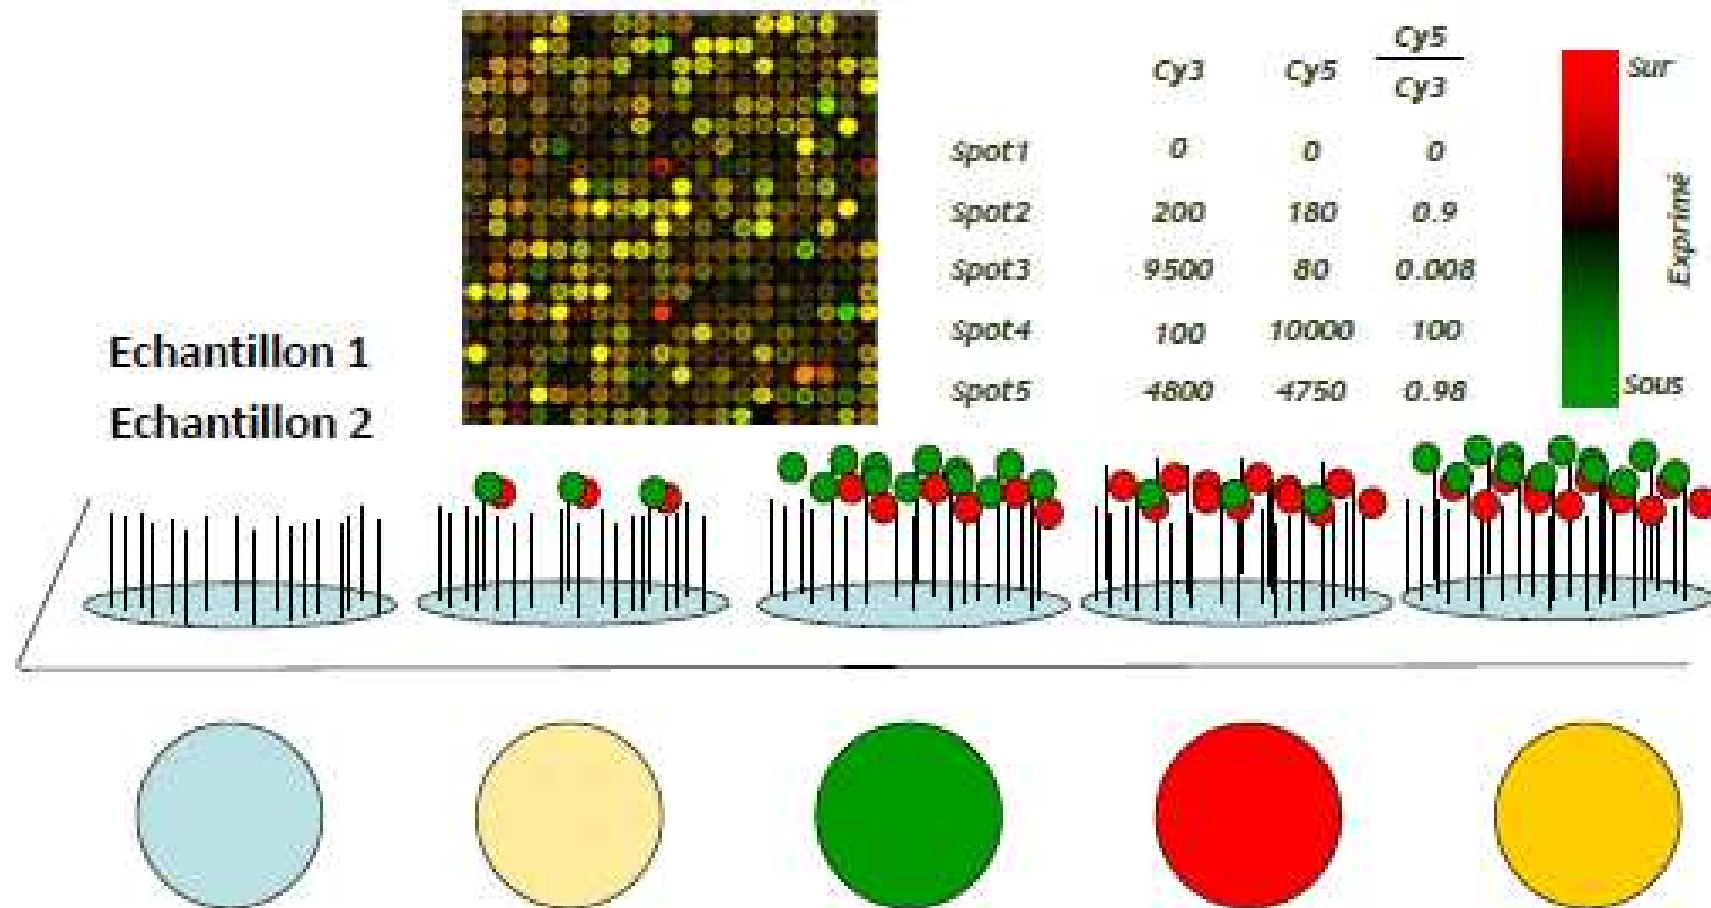 Cy3 Cy5 Cy5
Cy3
Spot1 0 0 0
Spot2 200 180 0.9
Spot3 9500 80 0.008
Spot4 100 10000 100
Spot5 4800 4750 0.98
Sur
Exprimé
Sous
Echantillon 1
Echantillon 2